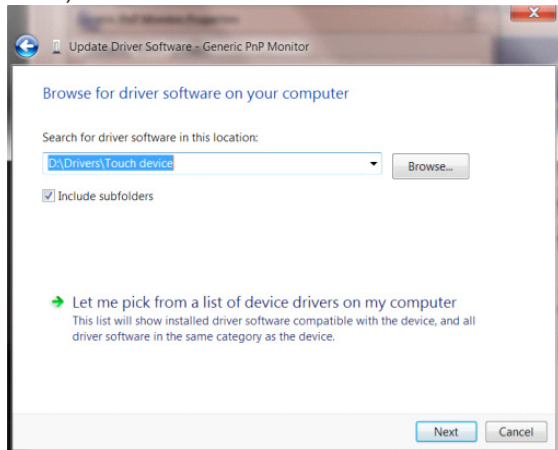 Update Driver Software - Generic PnP Monitor
Browse for driver software on your computer
Search for driver software in this location:
D:\Drivers\Touch device
Browse...
Include subfolders
Let me pick from a list of device drivers on my computer
This list will show installed driver software compatible with the device, and all
driver software in the same category as the device.
Next
Cancel